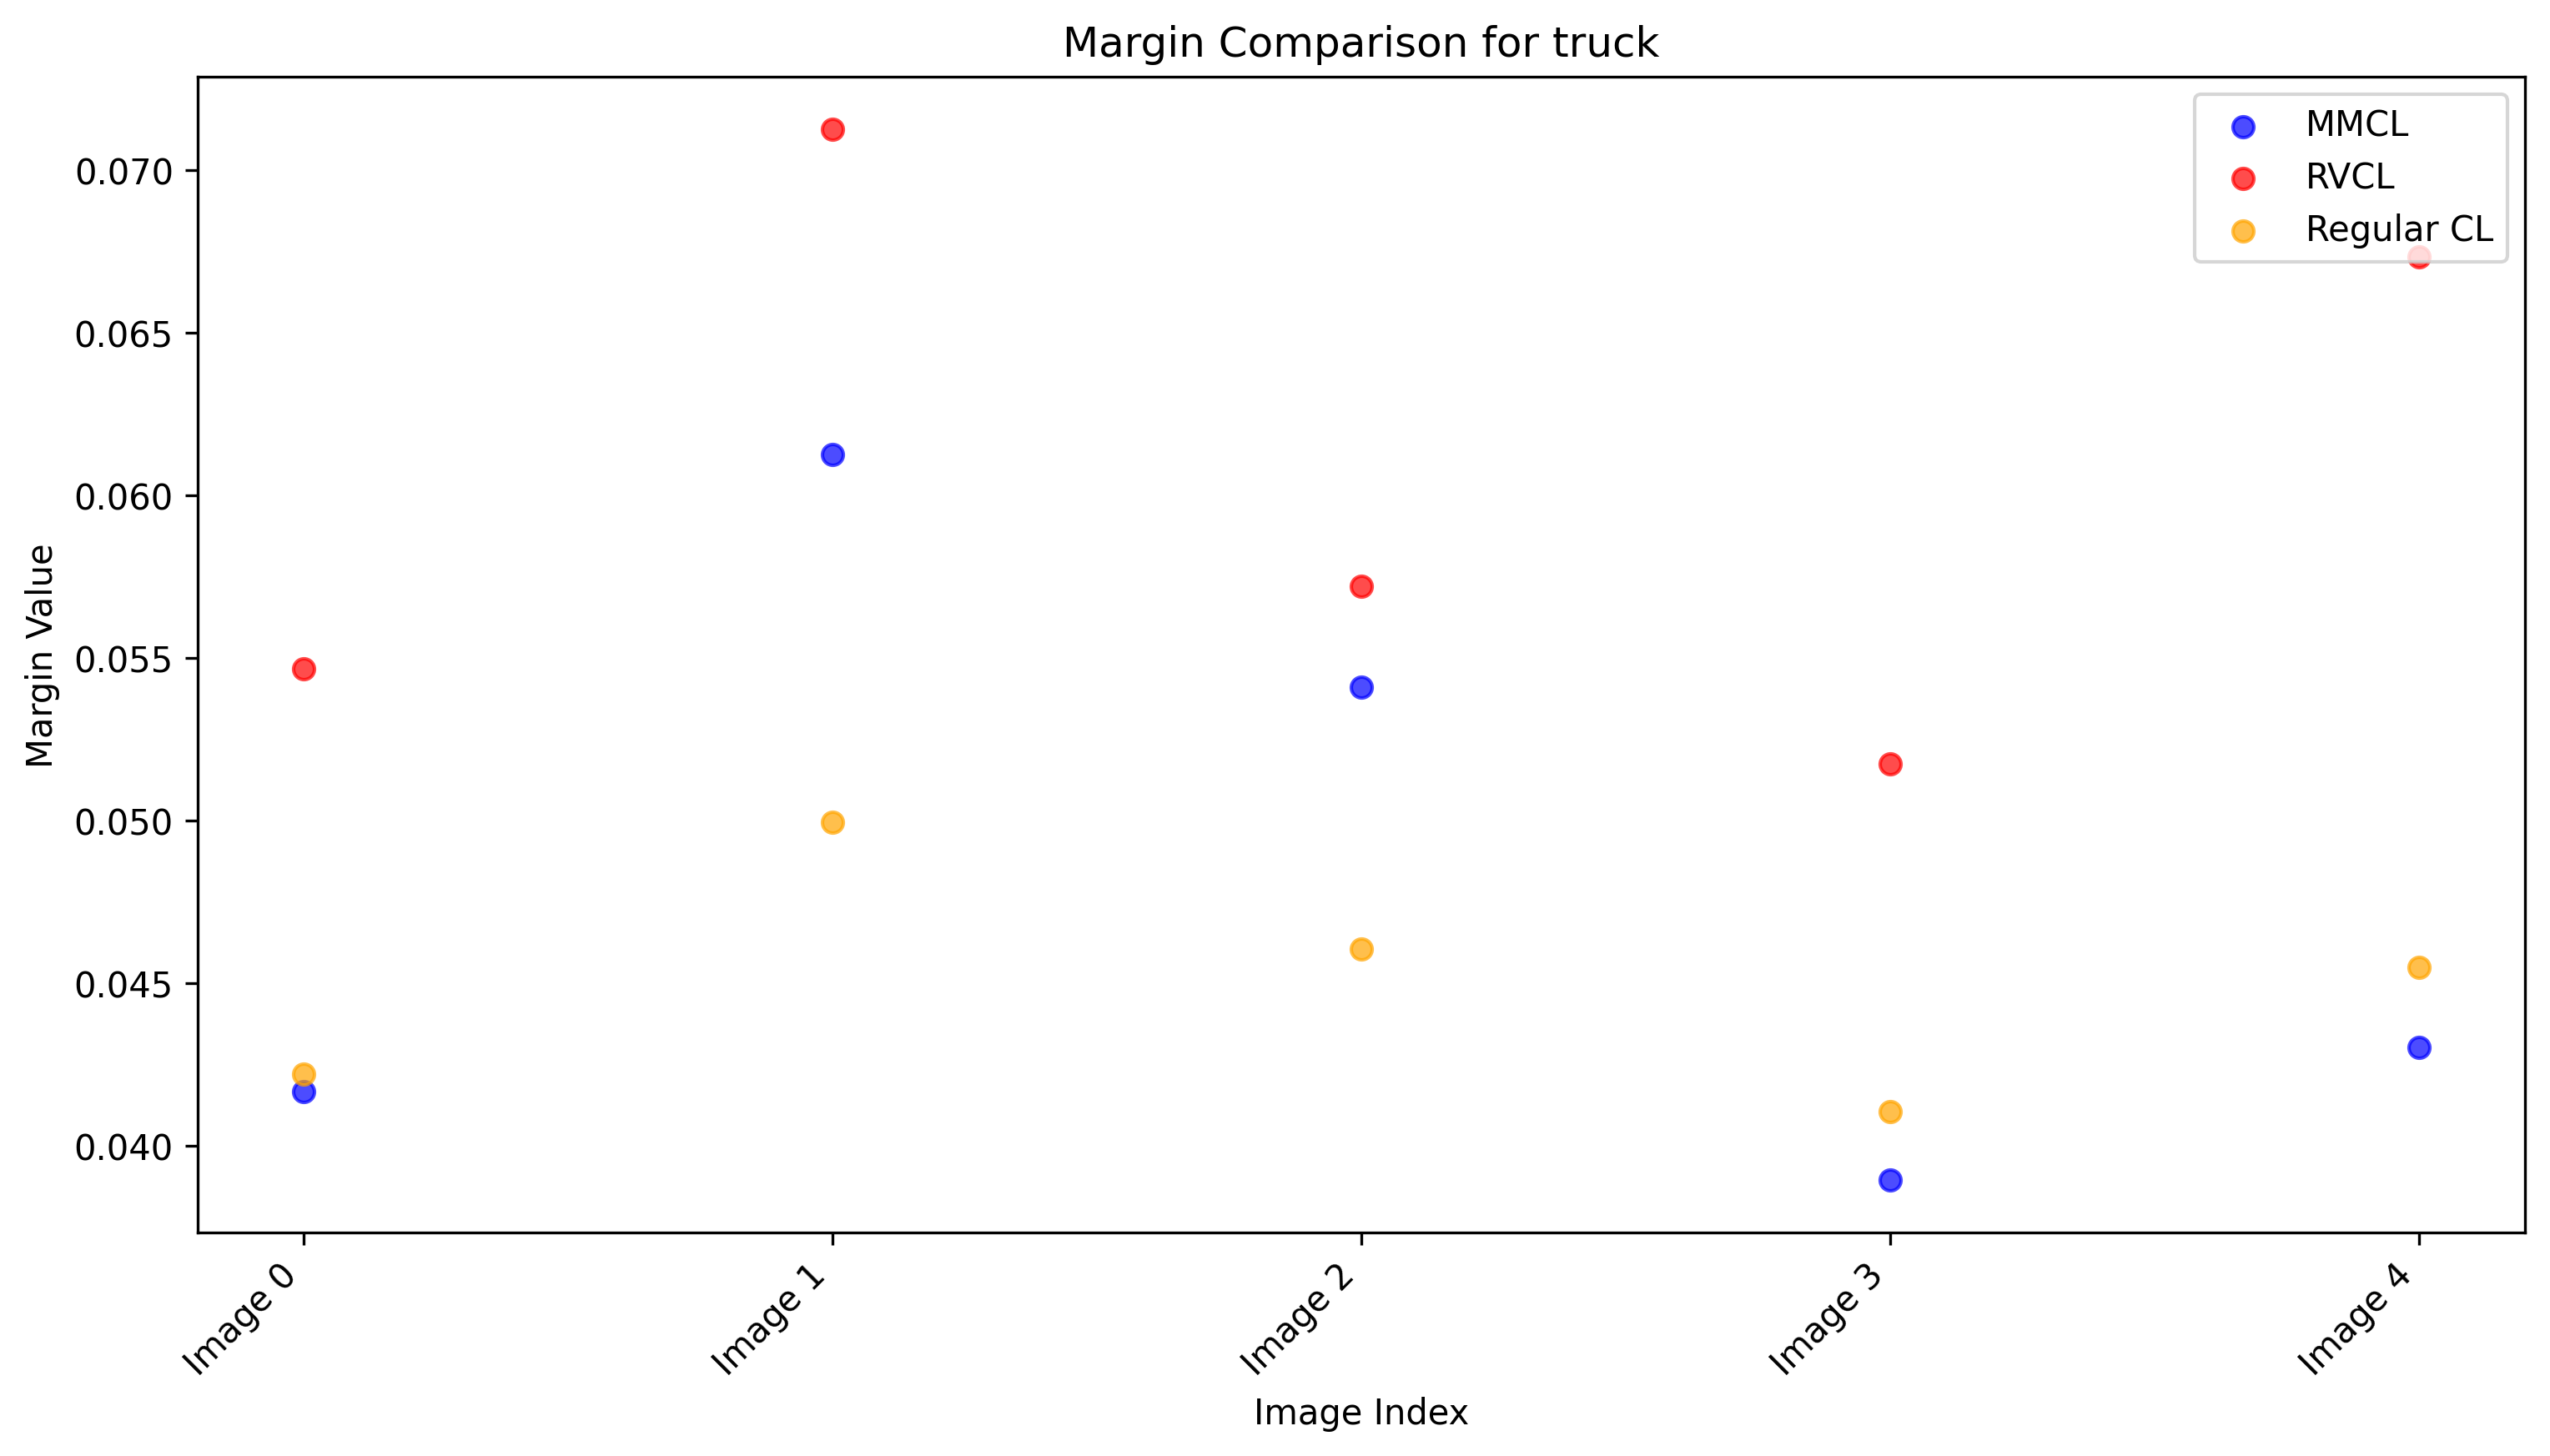 Margin Comparison for truck
MMCL
RVCL
Regular CL
Margin Value
0.070
0.065
0.060
0.055
0.050
0.045
0.040
Image 0
Image 1
Image 2
Image 3
Image 4
Image Index